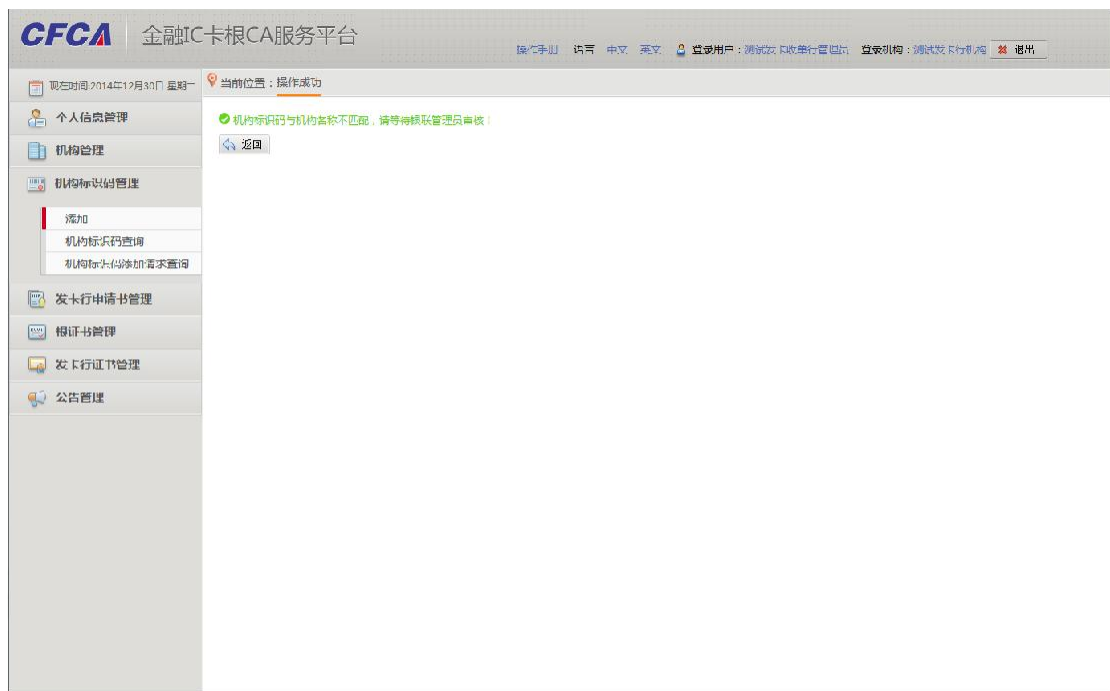 CFCA 金融IC卡根CA服务平台
操作手册 语言 中文 英文 登录用户：测试发卡收单行管理员 登录机构：测试发卡行机构 退出
现在时间:2014年12月30日 星期一
当前位置：操作成功
个人信息管理
机构标识码与机构名称不匹配，请等待银联管理员审核！
机构管理
返回
机构标识码管理
添加
机构标识码查询
机构标识码添加请求查询
发卡行申请书管理
根证书管理
发卡行证书管理
公告管理